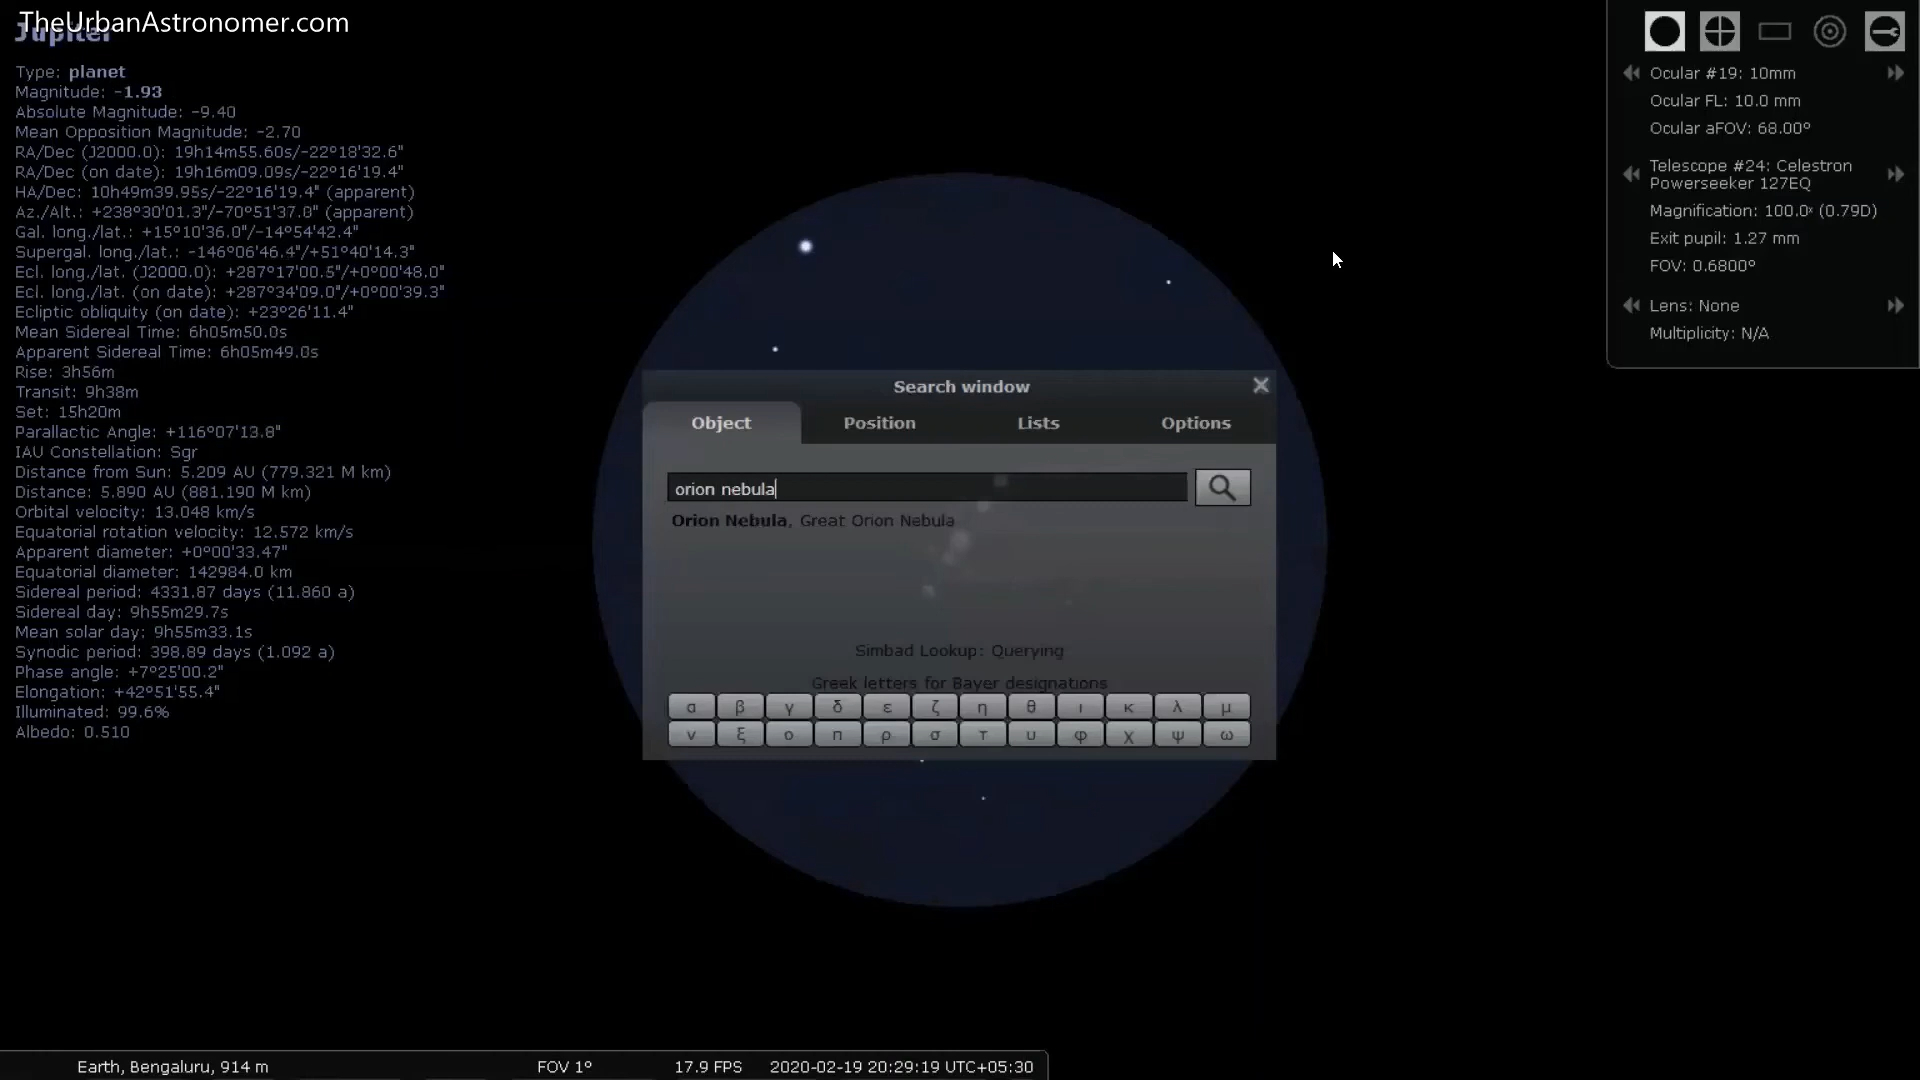 TheUrbanAstronomer.com
Jupiter
Type: planet
Magnitude: -1.93
Absolute Magnitude: -9.40
Mean Opposition Magnitude: -2.70
RA/Dec (J2000.0): 19h14m55.60s/-22°18'32.6"
RA/Dec (on date): 19h16m09.09s/-22°16'19.4"
HA/Dec: 10h49m39.95s/-22°16'19.4" (apparent)
Az./Alt.: +238°30'01.3"/-70°51'37.8" (apparent)
Gal. long./lat.: +15°10'36.0"/-14°54'42.4"
Supergal. long./lat.: -146°06'46.4"/+51°40'14.3"
Ecl. long./lat. (J2000.0): +287°17'00.5"/+0°00'48.0"
Ecl. long./lat. (on date): +287°34'09.0"/+0°00'39.3"
Ecliptic obliquity (on date): +23°26'11.4"
Mean Sidereal Time: 6h05m50.0s
Apparent Sidereal Time: 6h05m49.0s
Rise: 3h56m
Transit: 9h38m
Set: 15h20m
Parallactic Angle: +116°07'13.8"
IAU Constellation: Sgr
Distance from Sun: 5.209 AU (779.321 M km)
Distance: 5.890 AU (881.190 M km)
Orbital velocity: 13.048 km/s
Equatorial rotation velocity: 12.572 km/s
Apparent diameter: +0°00'33.47"
Equatorial diameter: 142984.0 km
Sidereal period: 4331.87 days (11.860 a)
Sidereal day: 9h55m29.7s
Mean solar day: 9h55m33.1s
Synodic period: 398.89 days (1.092 a)
Phase angle: +7°25'00.2"
Elongation: +42°51'55.4"
Illuminated: 99.6%
Albedo: 0.510
Ocular #19: 10mm
Ocular FL: 10.0 mm
Ocular aFOV: 68.00°
Telescope #24: Celestron
Powerseeker 127EQ
Magnification: 100.0ˣ (0.79D)
Exit pupil: 1.27 mm
FOV: 0.6800°
Lens: None
Multiplicity: N/A
Search window
Object Position Lists Options
orion nebula
Orion Nebula, Great Orion Nebula
Simbad Lookup: Querying
Greek letters for Bayer designations
α β γ δ ε ζ η θ ι κ λ μ
ν ξ ο π ρ σ τ υ φ χ ψ ω
Earth, Bengaluru, 914 m FOV 1° 17.9 FPS 2020-02-19 20:29:19 UTC+05:30